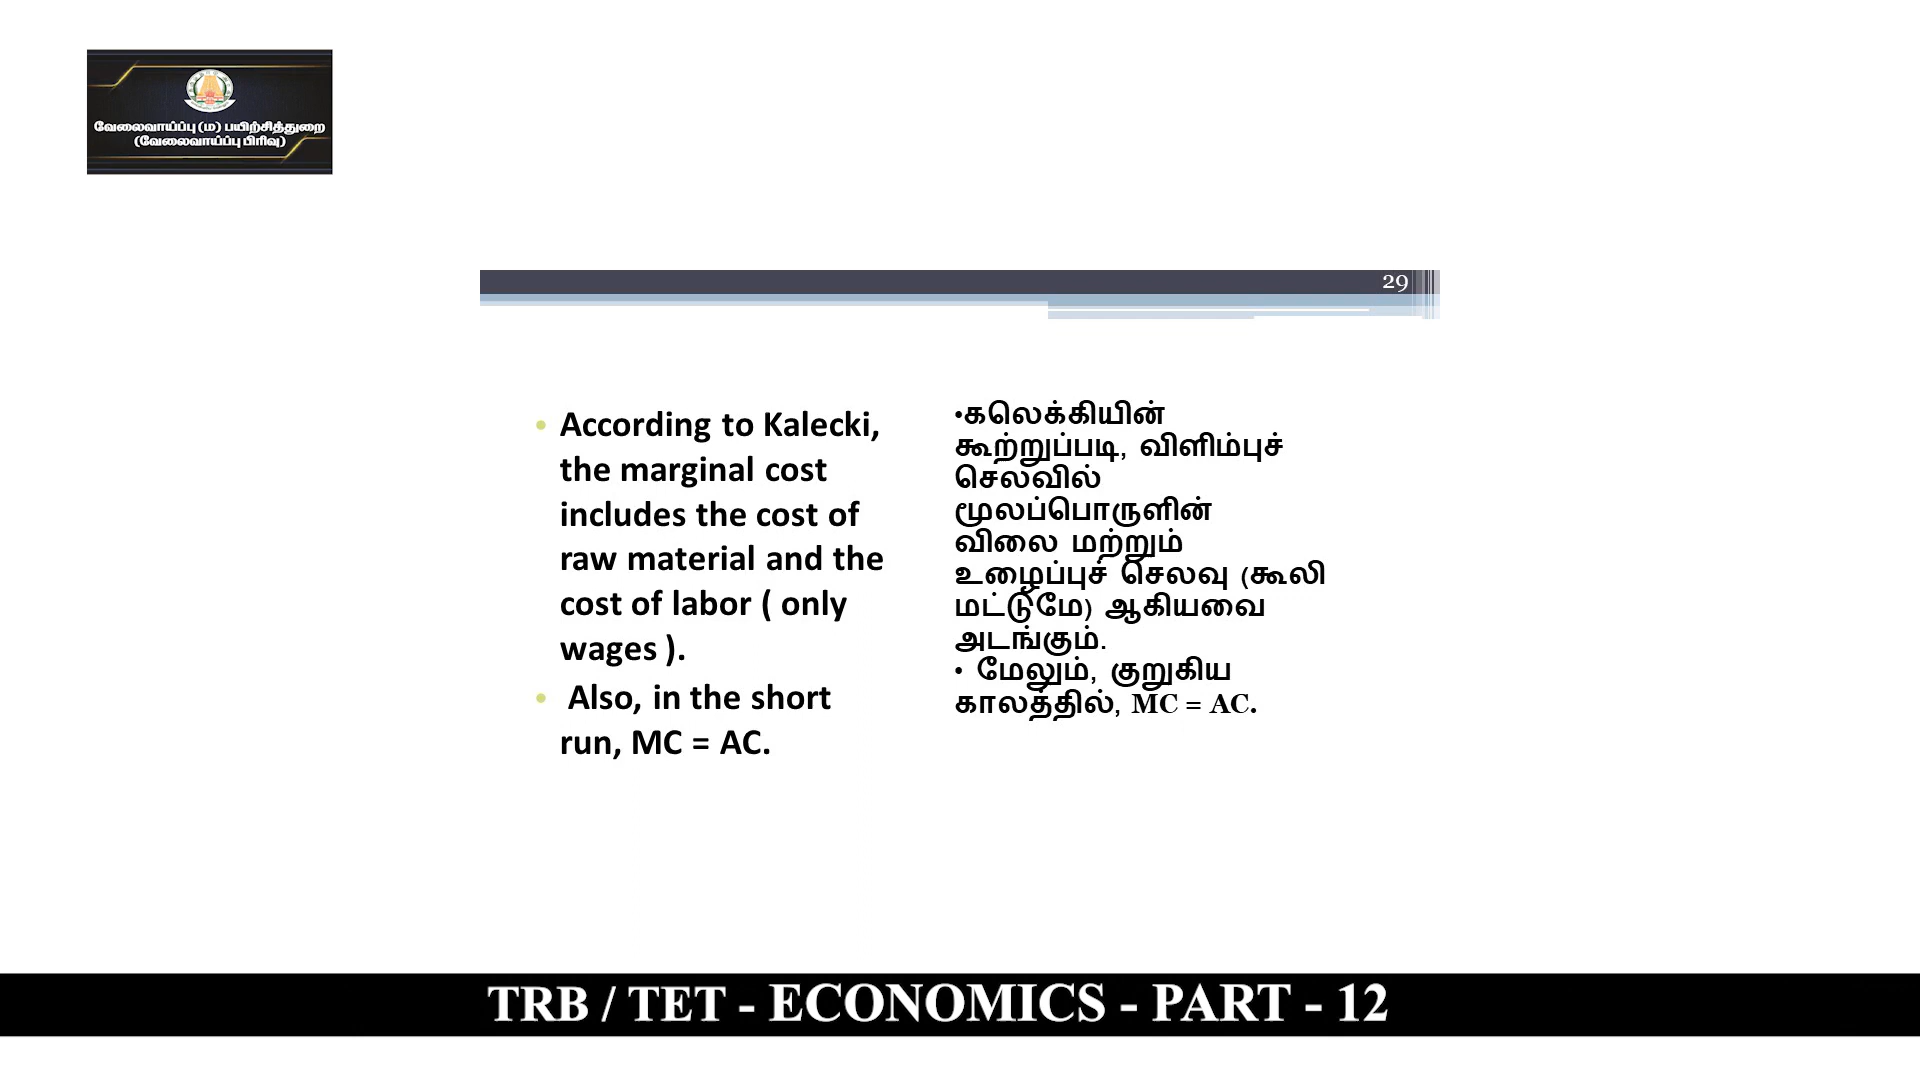 வேலைவாய்ப்பு (ம) பயிற்சித்துறை
(வேலைவாய்ப்பு பிரிவு)
29
• According to Kalecki,
the marginal cost
includes the cost of
raw material and the
cost of labor ( only
wages ).
• Also, in the short
run, MC = AC.
•கலெக்கியின்
கூற்றுப்படி, விளிம்புச்
செலவில்
மூலப்பொருளின்
விலை மற்றும்
உழைப்புச் செலவு (கூலி
மட்டுமே) ஆகியவை
அடங்கும்.
• மேலும், குறுகிய
காலத்தில், MC = AC.
TRB / TET - ECONOMICS - PART - 12